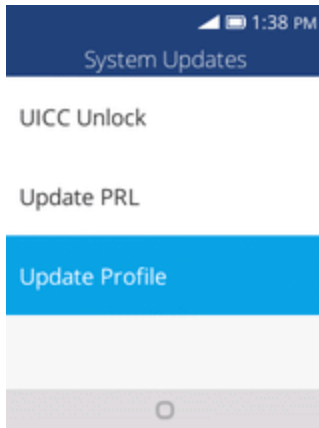 1:38 PM
System Updates
UICC Unlock
Update PRL
Update Profile